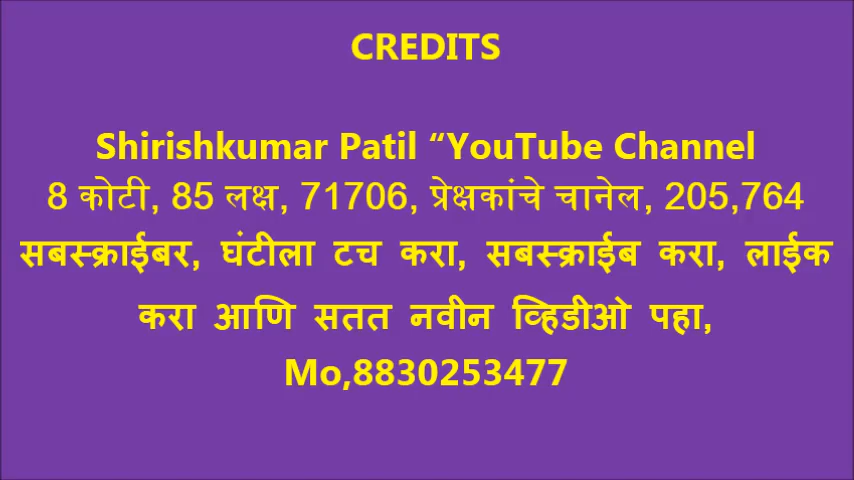 CREDITS
Shirishkumar Patil “YouTube Channel
8 कोटी, 85 लक्ष, 71706, प्रेक्षकांचे चानेल, 205,764
सबस्क्राईबर, घंटीला टच करा, सबस्क्राईब करा, लाईक
करा आणि सतत नवीन व्हिडीओ पहा,
Mo,8830253477